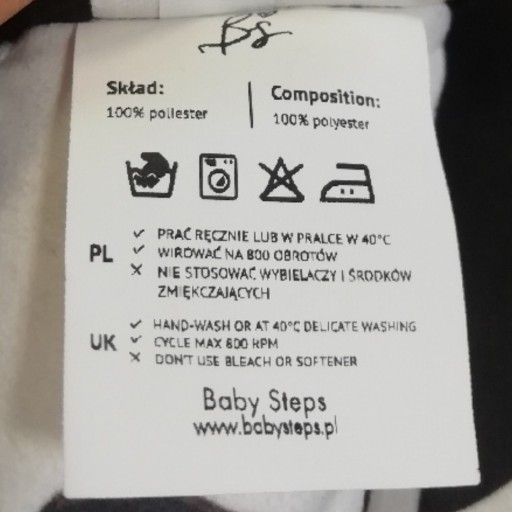 Bs
Skład:
100% poliester
Composition:
100% polyester
PL
PRAĆ RĘCZNIE LUB W PRALCE W 40°C
WIROWAĆ NA 800 OBROTÓW
NIE STOSOWAĆ WYBIELACZY I ŚRODKÓW
ZMIĘKCZAJĄCYCH
UK
HAND-WASH OR AT 40°C DELICATE WASHING
CYCLE MAX 800 RPM
DON'T USE BLEACH OR SOFTENER
Baby Steps
www.babysteps.pl